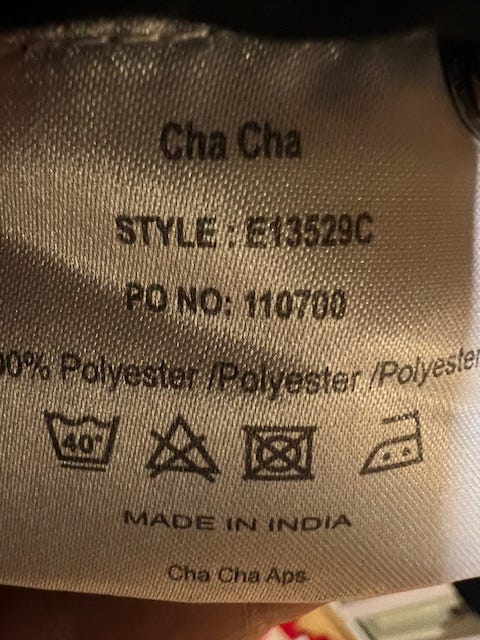 Cha Cha
STYLE : E13529C
PO NO: 110700
00% Polyester /Polyester /Polyester
40°
MADE IN INDIA
Cha Cha Aps.